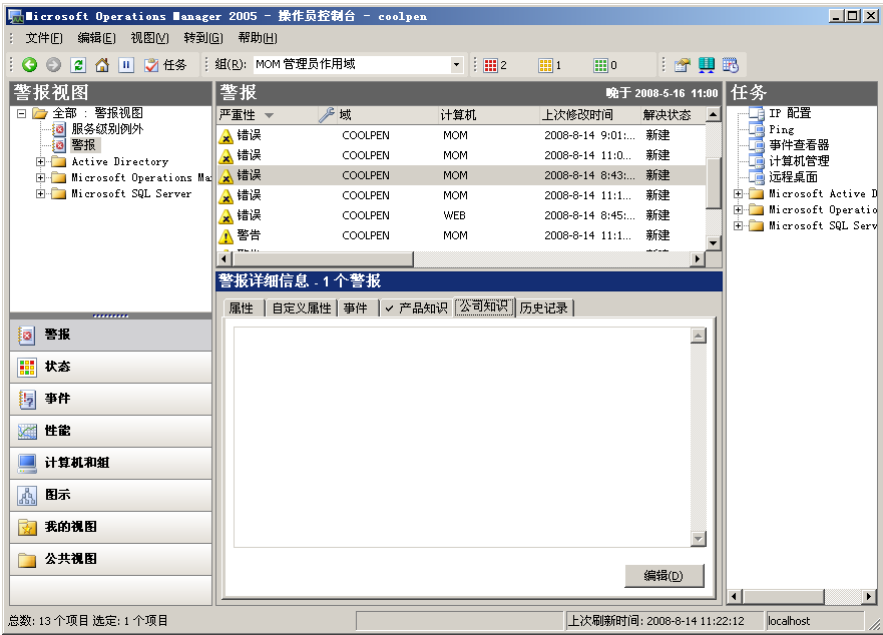 Microsoft Operations Manager 2005 - 操作员控制台 - coolpen
文件(F) 编辑(E) 视图(V) 转到(G) 帮助(H)
任务 组(R): MOM 管理员作用域 2 1 0
警报视图
全部 : 警报视图
服务级别例外
警报
Active Directory
Microsoft Operations Ma
Microsoft SQL Server
警报 晚于 2008-5-16 11:00
严重性 域 计算机 上次修改时间 解决状态
错误 COOLPEN MOM 2008-8-14 9:01:... 新建
错误 COOLPEN MOM 2008-8-14 11:0... 新建
错误 COOLPEN MOM 2008-8-14 8:43:... 新建
错误 COOLPEN MOM 2008-8-14 11:1... 新建
错误 COOLPEN WEB 2008-8-14 8:45:... 新建
警告 COOLPEN MOM 2008-8-14 11:1... 新建
警报详细信息 - 1 个警报
属性 自定义属性 事件 ✓ 产品知识 公司知识 历史记录
编辑(D)
任务
IP 配置
Ping
事件查看器
计算机管理
远程桌面
Microsoft Active D
Microsoft Operatio
Microsoft SQL Serv
警报
状态
事件
性能
计算机和组
图示
我的视图
公共视图
总数: 13 个项目 选定: 1 个项目 上次刷新时间: 2008-8-14 11:22:12 localhost